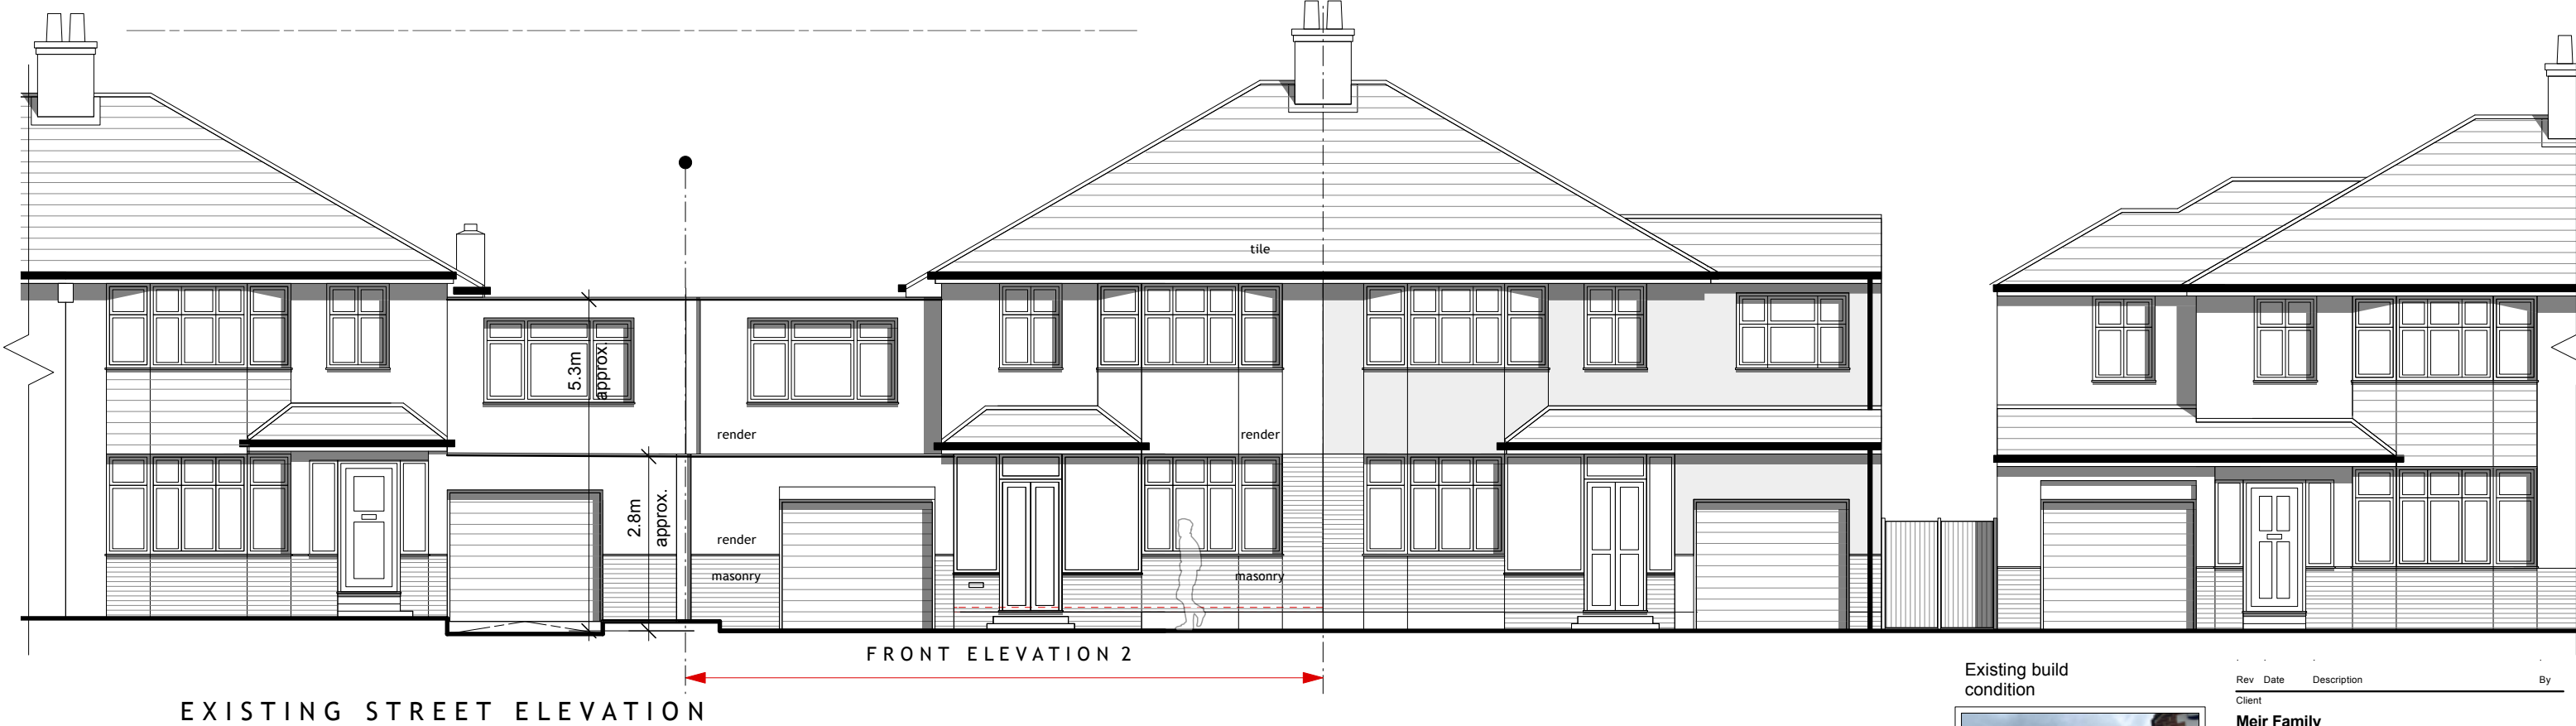 tile
5.3m
approx.
render
render
2.8m
approx.
render
masonry
masonry
FRONT ELEVATION 2
EXISTING STREET ELEVATION
Existing build
condition
Rev Date Description By
Client
Meir Family